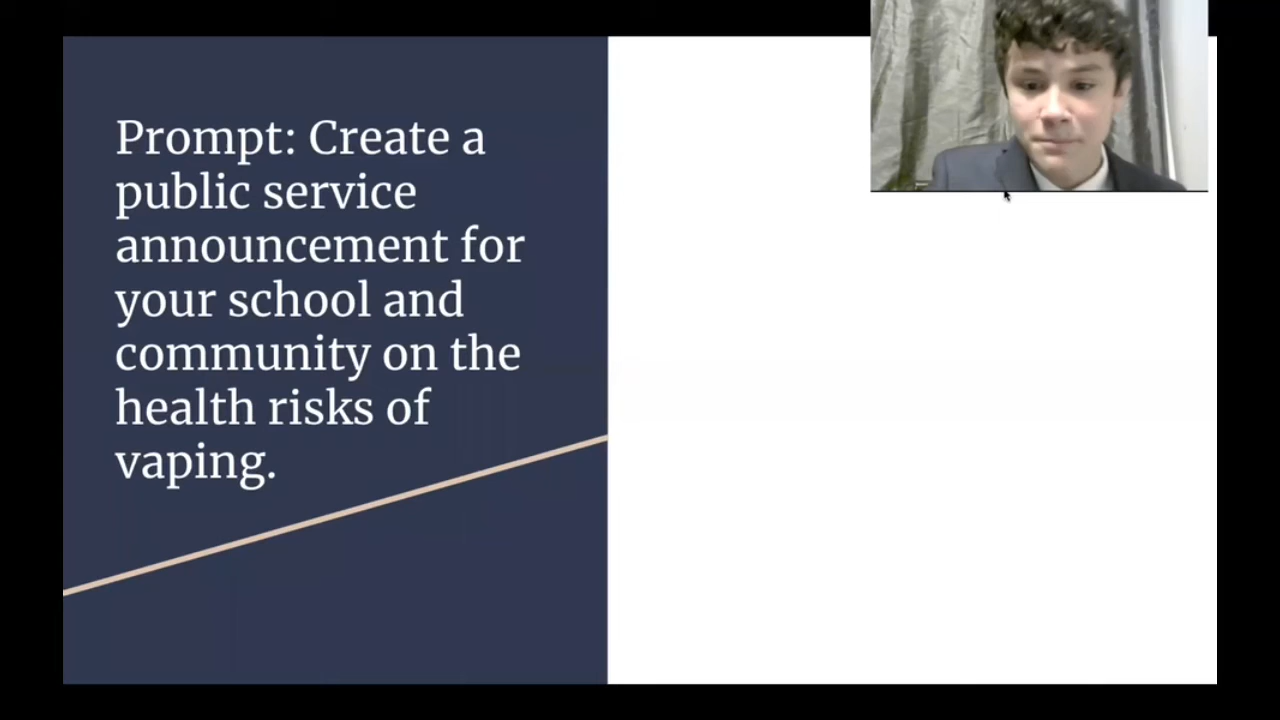 Prompt: Create a
public service
announcement for
your school and
community on the
health risks of
vaping.